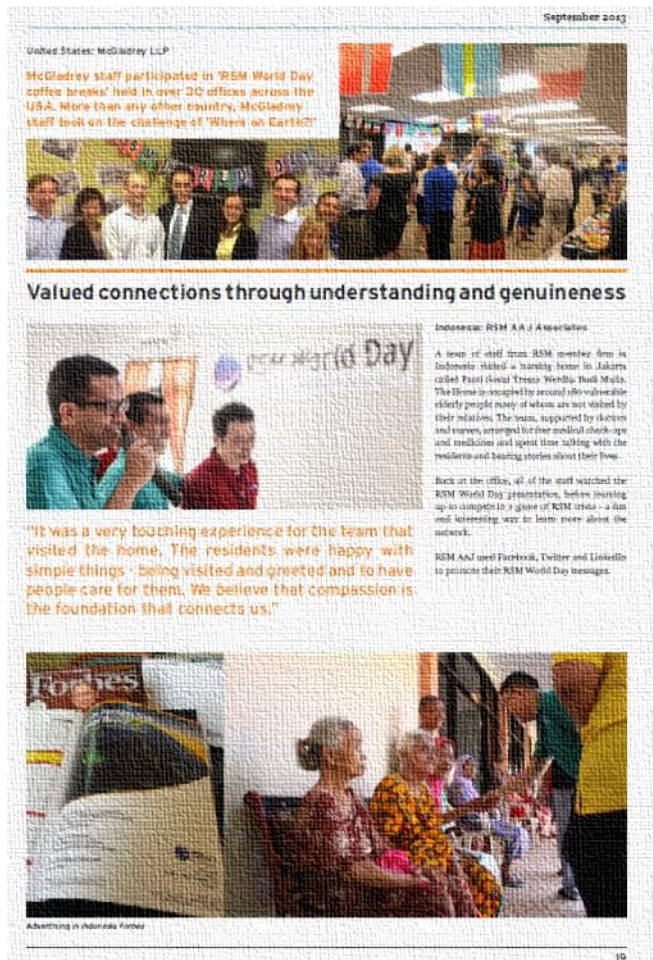 September 2013
United States: McGladrey LLP
McGladrey staff participated in 'RSM World Day
coffee breaks' held in over 30 offices across the
USA. More than any other country, McGladrey
staff took on the challenge of 'Where on Earth?!'
Valued connections through understanding and genuineness
World Day
Indonesia: RSM AAJ Associates
A team of staff from RSM member firm in
Indonesia visited a nursing home in Jakarta
called Panti Sosial Tresna Werdha Budi Mulia.
The Home is occupied by around 180 vulnerable
elderly people many of whom are not visited by
their relatives. The team, supported by doctors
and nurses, arranged for free medical check-ups
and medicines and spent time talking with the
residents and hearing stories about their lives.
Back at the office, all of the staff watched the
RSM World Day presentation, before teaming
up to compete in a game of RSM trivia - a fun
and interesting way to learn more about the
network.
RSM AAJ used Facebook, Twitter and LinkedIn
to promote their RSM World Day messages.
"It was a very touching experience for the team that
visited the home. The residents were happy with
simple things - being visited and greeted and to have
people care for them. We believe that compassion is
the foundation that connects us."
Forbes
Advertising in Indonesia Forbes
19